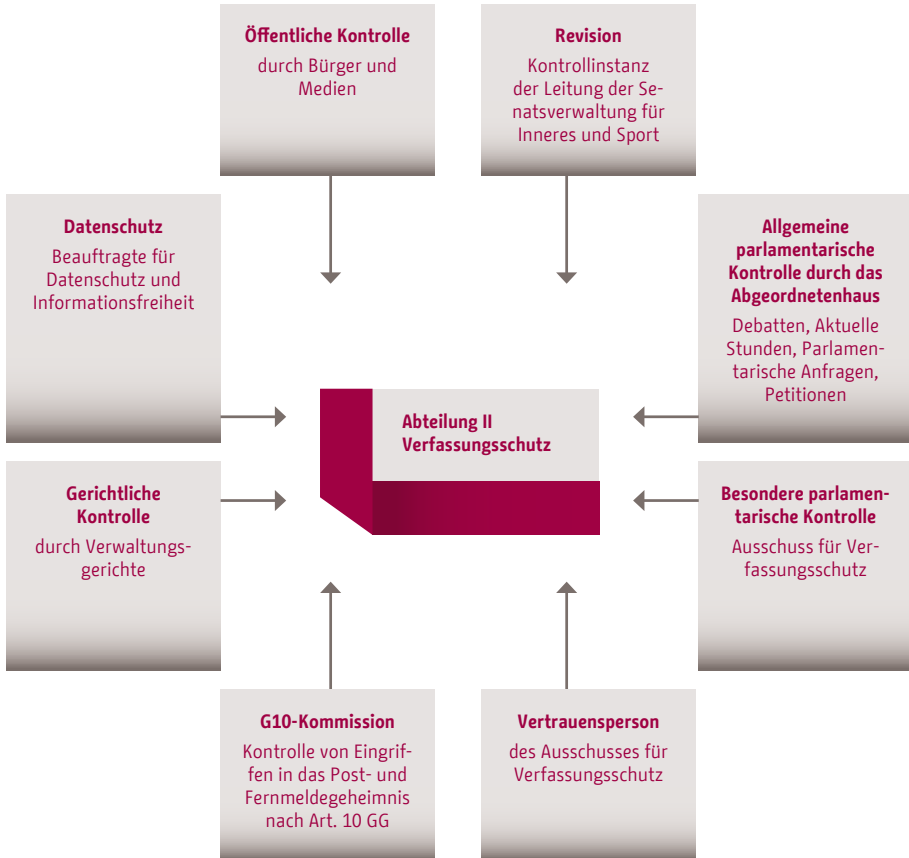 Öffentliche Kontrolle
durch Bürger und
Medien
Revision
Kontrollinstanz
der Leitung der Se-
natsverwaltung für
Inneres und Sport
Datenschutz
Beauftragte für
Datenschutz und
Informationsfreiheit
Allgemeine
parlamentarische
Kontrolle durch das
Abgeordnetenhaus
Debatten, Aktuelle
Stunden, Parlamen-
tarische Anfragen,
Petitionen
Abteilung II
Verfassungsschutz
Gerichtliche
Kontrolle
durch Verwaltungs-
gerichte
Besondere parlamen-
tarische Kontrolle
Ausschuss für Ver-
fassungsschutz
G10-Kommission
Kontrolle von Eingrif-
fen in das Post- und
Fernmeldegeheimnis
nach Art. 10 GG
Vertrauensperson
des Ausschusses für
Verfassungsschutz